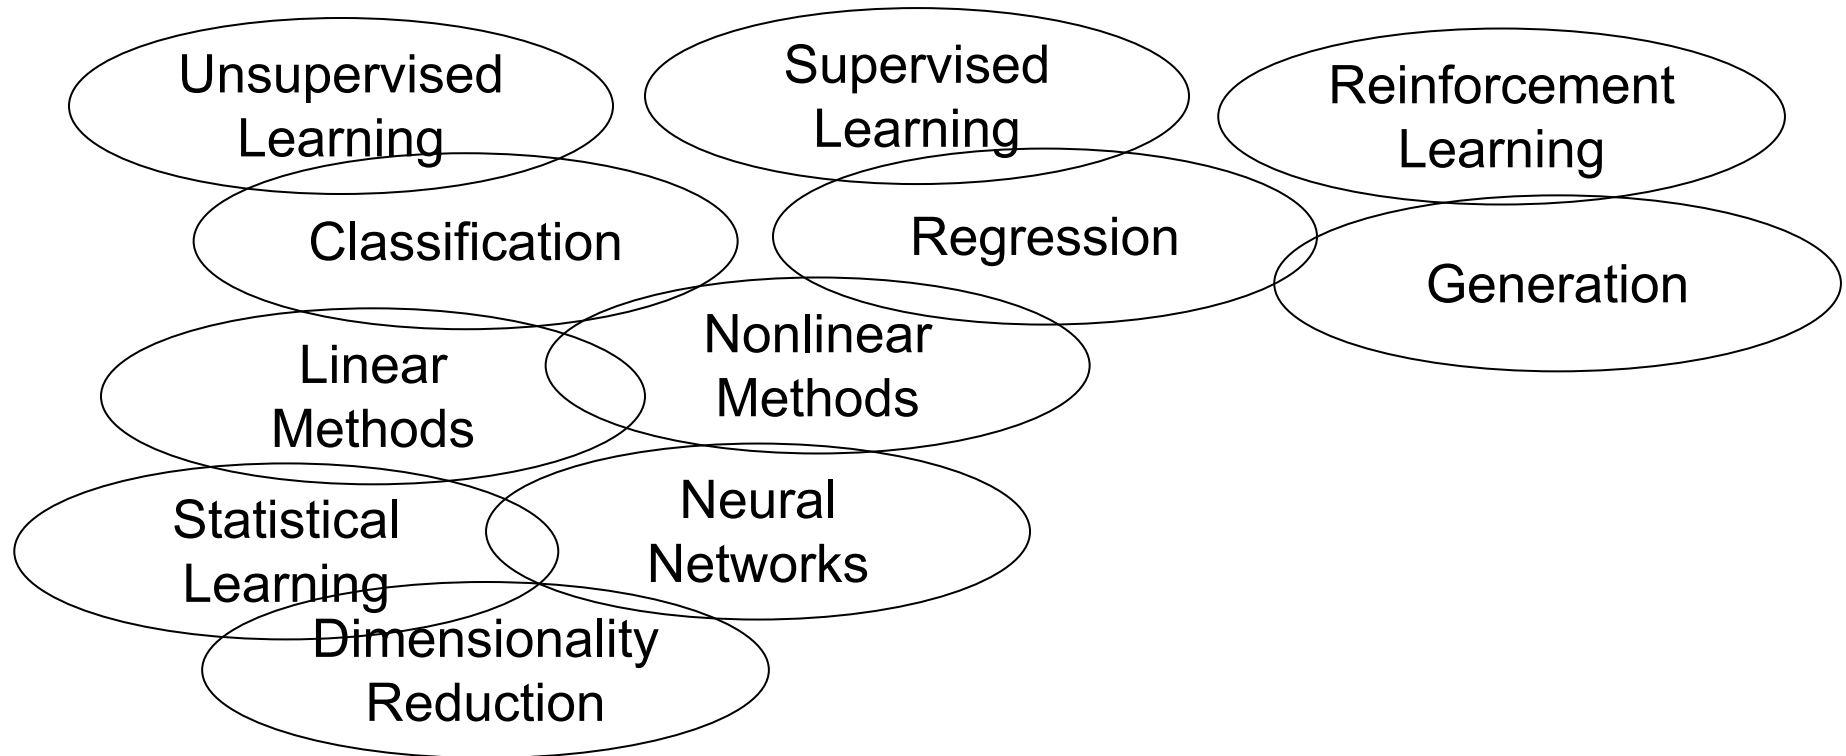 Unsupervised
Learning
Supervised
Learning
Reinforcement
Learning
Classification
Regression
Generation
Linear
Methods
Nonlinear
Methods
Statistical
Learning
Neural
Networks
Dimensionality
Reduction